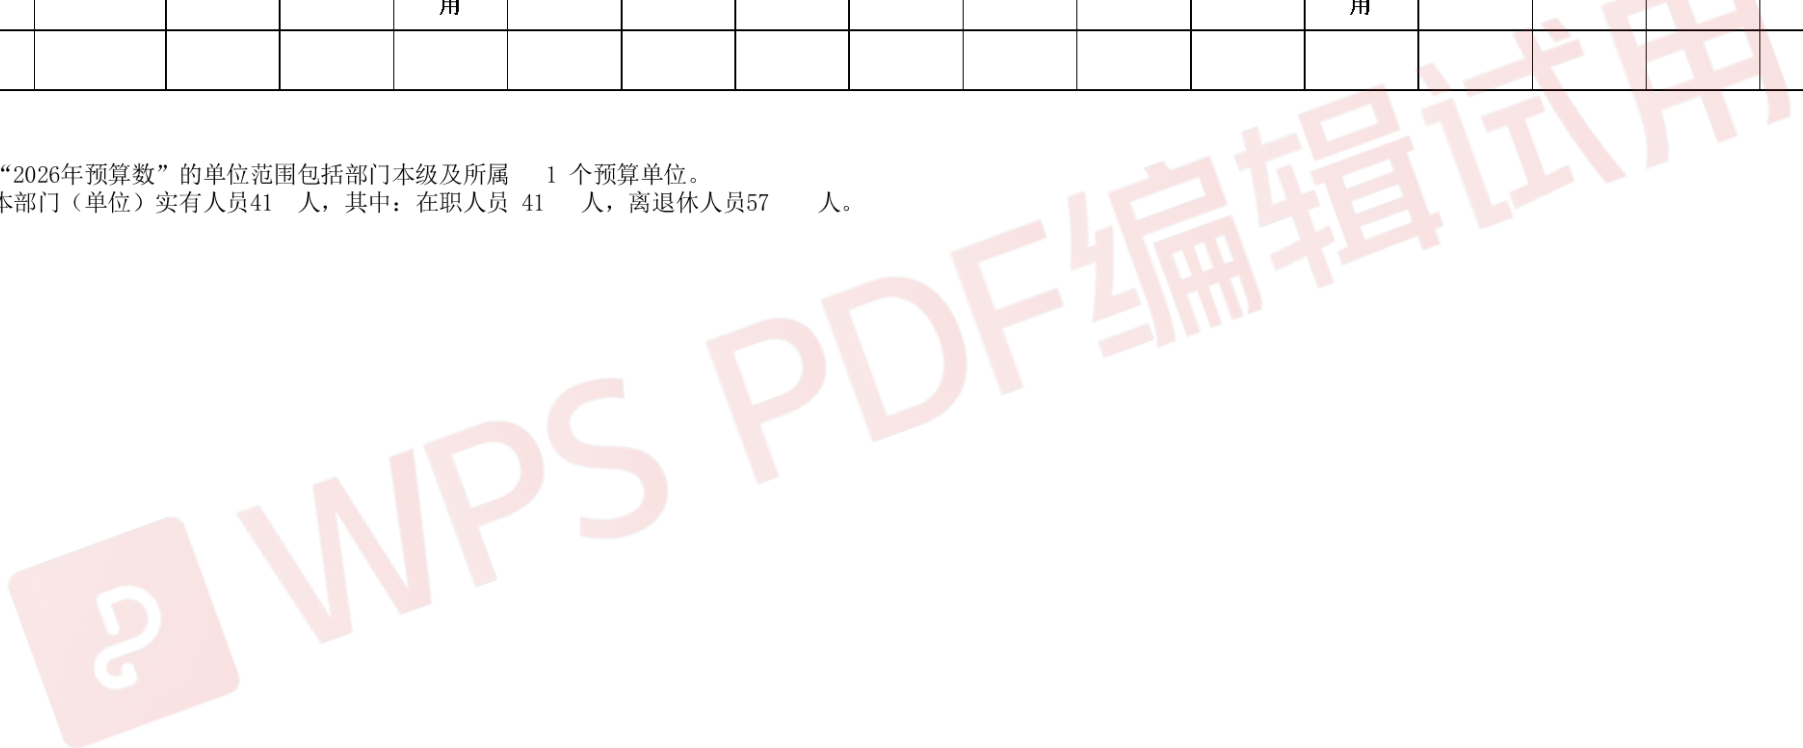 用 用
“2026年预算数”的单位范围包括部门本级及所属 1 个预算单位。
本部门（单位）实有人员41 人，其中：在职人员 41 人，离退休人员57 人。
WPS PDF编辑试用